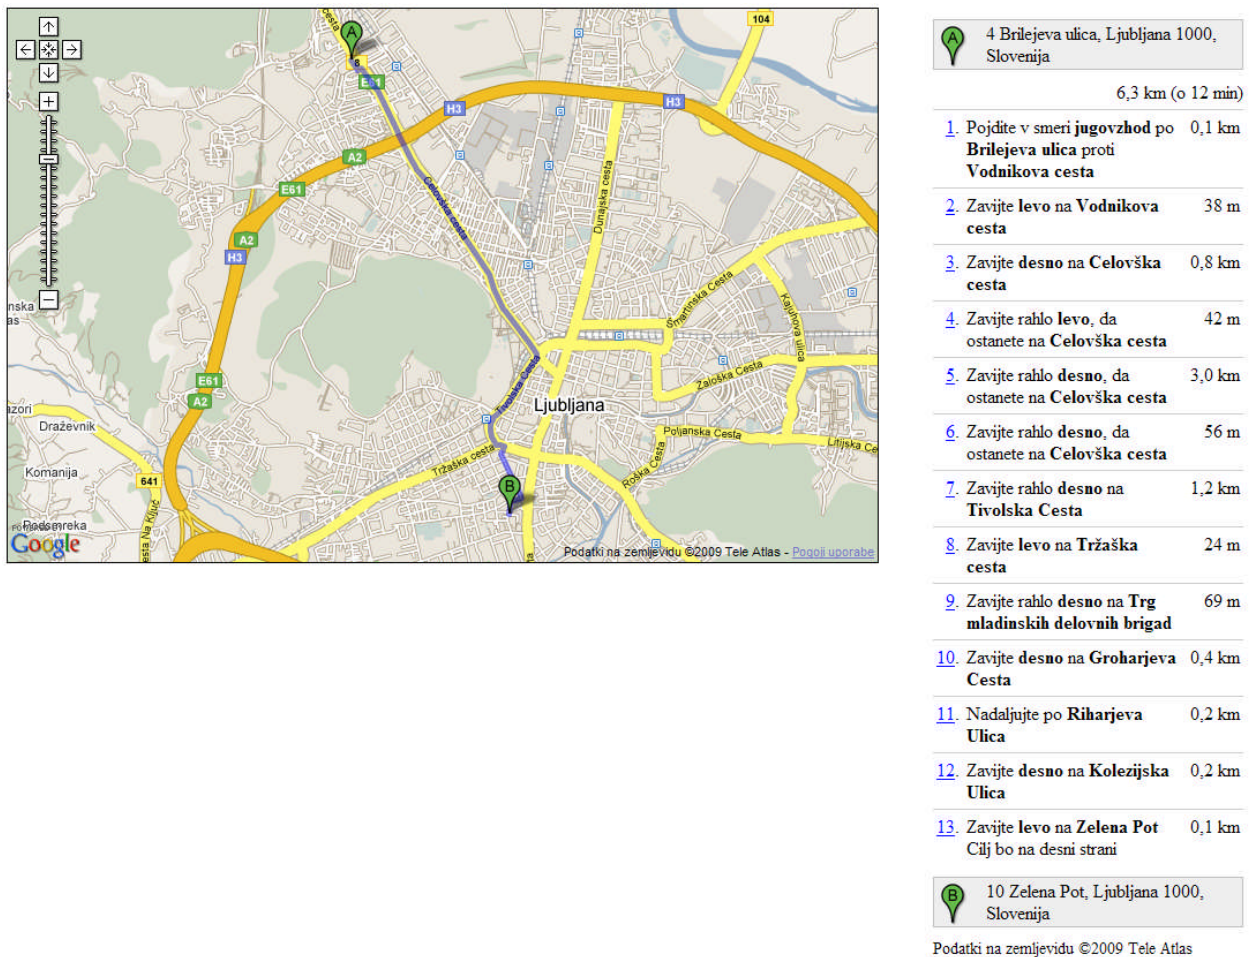 A
8
E61
104
H3
H3
A2
E61
A2
H3
Celovška cesta
Dunajska cesta
Šmartinska Cesta
Kajuhova ulica
nska
as
E61
A2
Tivolska Cesta
Zaloška Cesta
azori
Draževnik
Ljubljana
Poljanska Cesta
Litijska Ce
Tržaška cesta
Roška Cesta
Komanija
641
B
cesta Na Ključ
Podsmreka
Google
Podatki na zemljevidu ©2009 Tele Atlas - Pogoji uporabe
A
4 Brilejeva ulica, Ljubljana 1000,
Slovenija
6,3 km (o 12 min)
1. Pojdite v smeri jugovzhod po 0,1 km
Brilejeva ulica proti
Vodnikova cesta
2. Zavijte levo na Vodnikova 38 m
cesta
3. Zavijte desno na Celovška 0,8 km
cesta
4. Zavijte rahlo levo, da 42 m
ostanete na Celovška cesta
5. Zavijte rahlo desno, da 3,0 km
ostanete na Celovška cesta
6. Zavijte rahlo desno, da 56 m
ostanete na Celovška cesta
7. Zavijte rahlo desno na 1,2 km
Tivolska Cesta
8. Zavijte levo na Tržaška 24 m
cesta
9. Zavijte rahlo desno na Trg 69 m
mladinskih delovnih brigad
10. Zavijte desno na Groharjeva 0,4 km
Cesta
11. Nadaljujte po Riharjeva 0,2 km
Ulica
12. Zavijte desno na Kolezijska 0,2 km
Ulica
13. Zavijte levo na Zelena Pot 0,1 km
Cilj bo na desni strani
B
10 Zelena Pot, Ljubljana 1000,
Slovenija
Podatki na zemljevidu ©2009 Tele Atlas